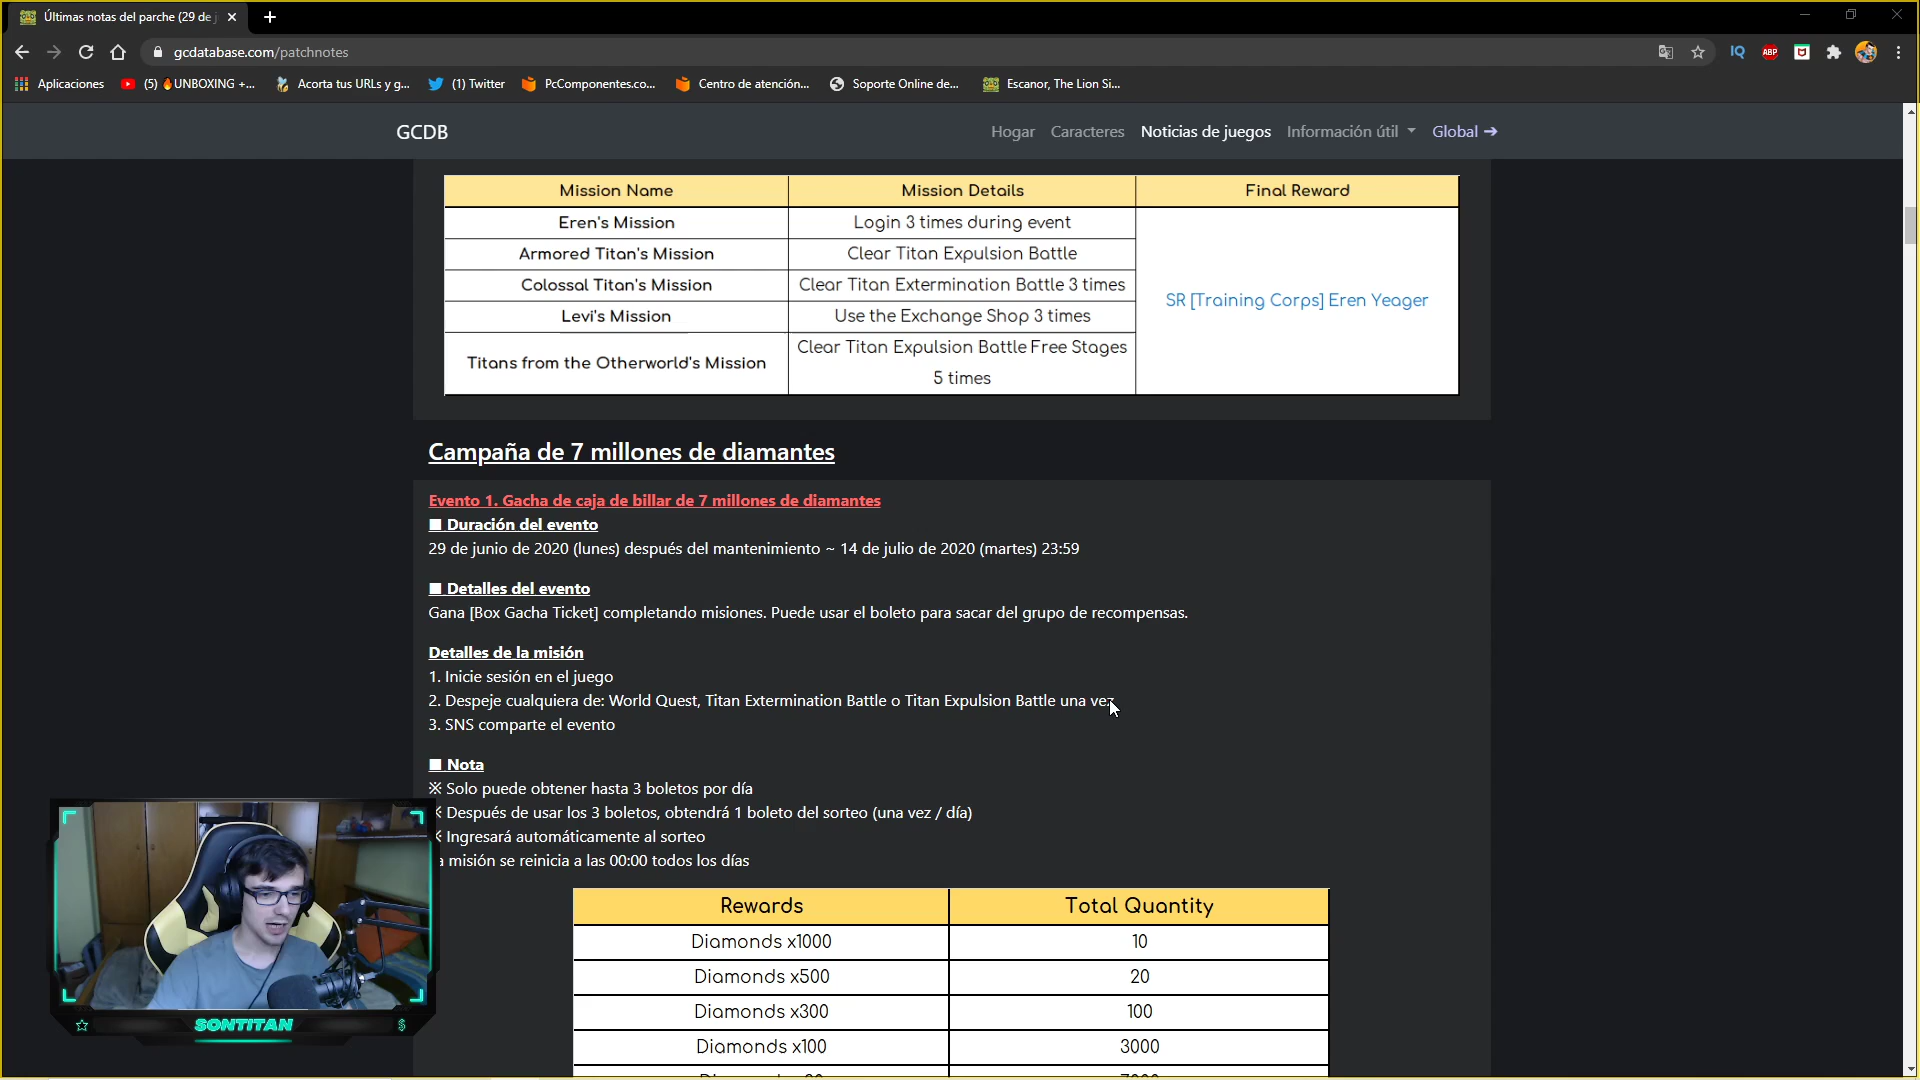 Últimas notas del parche (29 de j
gcdatabase.com/patchnotes
IQ
ABP
Aplicaciones
(5) 🔥UNBOXING +...
Acorta tus URLs y g...
(1) Twitter
PcComponentes.co...
Centro de atención...
Soporte Online de...
Escanor, The Lion Si...
GCDB
Hogar
Caracteres
Noticias de juegos
Información útil
Global →
Mission Name
Mission Details
Final Reward
Eren's Mission
Login 3 times during event
Armored Titan's Mission
Clear Titan Expulsion Battle
Colossal Titan's Mission
Clear Titan Extermination Battle 3 times
SR [Training Corps] Eren Yeager
Levi's Mission
Use the Exchange Shop 3 times
Titans from the Otherworld's Mission
Clear Titan Expulsion Battle Free Stages
5 times
Campaña de 7 millones de diamantes
Evento 1. Gacha de caja de billar de 7 millones de diamantes
■ Duración del evento
29 de junio de 2020 (lunes) después del mantenimiento ~ 14 de julio de 2020 (martes) 23:59
■ Detalles del evento
Gana [Box Gacha Ticket] completando misiones. Puede usar el boleto para sacar del grupo de recompensas.
Detalles de la misión
1. Inicie sesión en el juego
2. Despeje cualquiera de: World Quest, Titan Extermination Battle o Titan Expulsion Battle una vez
3. SNS comparte el evento
■ Nota
※ Solo puede obtener hasta 3 boletos por día
※ Después de usar los 3 boletos, obtendrá 1 boleto del sorteo (una vez / día)
※ Ingresará automáticamente al sorteo
a misión se reinicia a las 00:00 todos los días
Rewards
Total Quantity
Diamonds x1000
10
Diamonds x500
20
Diamonds x300
100
Diamonds x100
3000
SONTITAN
$